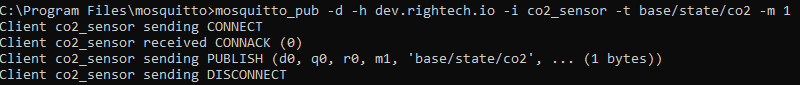 C:\Program Files\mosquitto>mosquitto_pub -d -h dev.rightech.io -i co2_sensor -t base/state/co2 -m 1
Client co2_sensor sending CONNECT
Client co2_sensor received CONNACK (0)
Client co2_sensor sending PUBLISH (d0, q0, r0, m1, 'base/state/co2', ... (1 bytes))
Client co2_sensor sending DISCONNECT